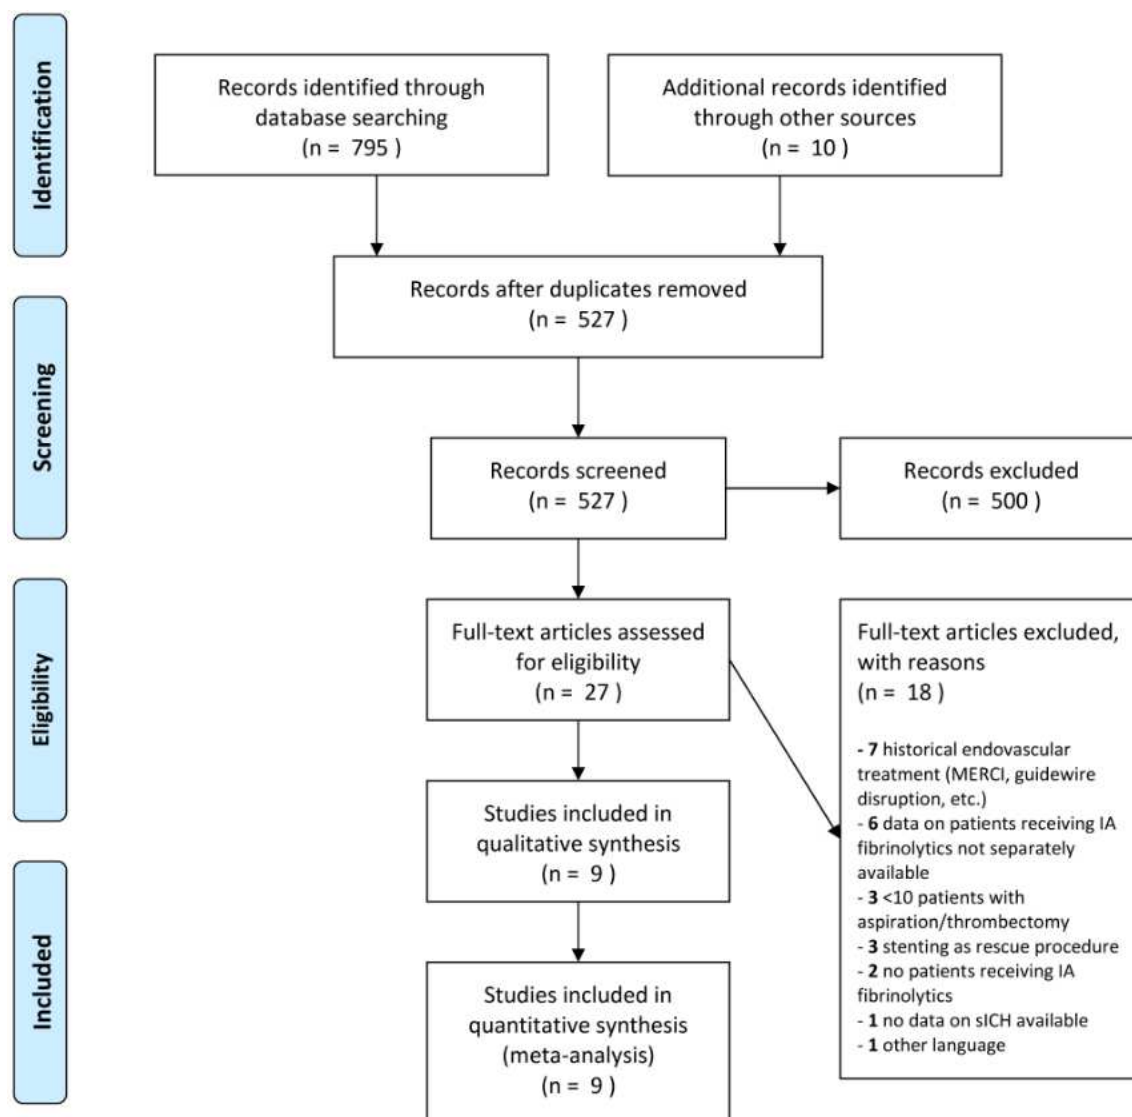 Identification
Records identified through
database searching
(n = 795 )
Additional records identified
through other sources
(n = 10 )
Records after duplicates removed
(n = 527 )
Screening
Records screened
(n = 527 )
Records excluded
(n = 500 )
Eligibility
Full-text articles assessed
for eligibility
(n = 27 )
Full-text articles excluded,
with reasons
(n = 18 )
- 7 historical endovascular
treatment (MERCI, guidewire
disruption, etc.)
- 6 data on patients receiving IA
fibrinolytics not separately
available
- 3 <10 patients with
aspiration/thrombectomy
- 3 stenting as rescue procedure
- 2 no patients receiving IA
fibrinolytics
- 1 no data on sICH available
- 1 other language
Studies included in
qualitative synthesis
(n = 9 )
Included
Studies included in
quantitative synthesis
(meta-analysis)
(n = 9 )